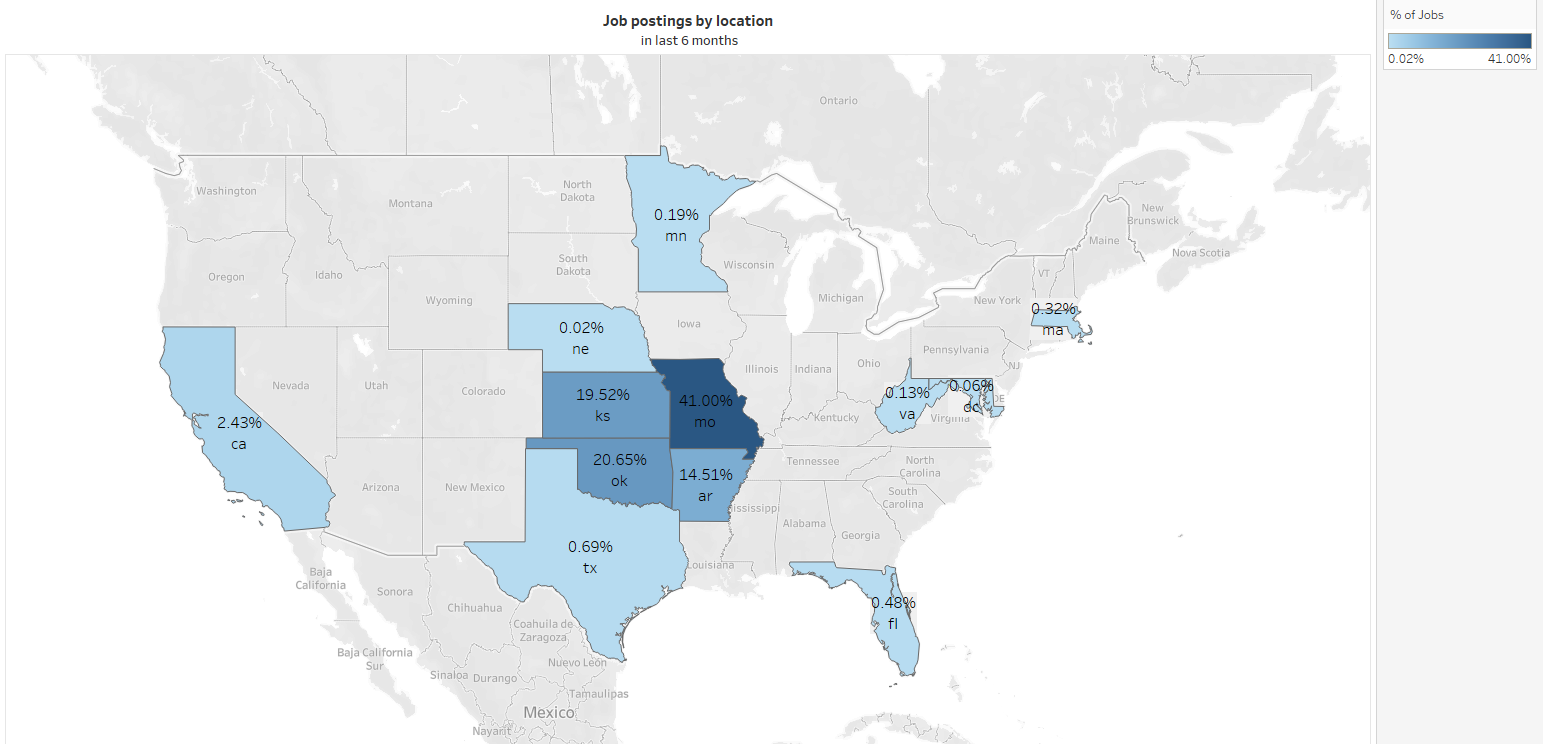 Job postings by location
in last 6 months
% of Jobs
0.02% 41.00%
Ontario
Washington
Montana
North
Dakota
0.19%
mn
New
Brunswick
Maine
Nova Scotia
Oregon
Idaho
South
Dakota
Wisconsin
VT
Wyoming
Michigan
New York
0.32%
ma
0.02%
ne
Iowa
Pennsylvania
NJ
Nevada
Utah
Colorado
Illinois
Indiana
Ohio
19.52%
ks
41.00%
mo
0.13%
va
0.06%
dc
DE
Virginia
Kentucky
2.43%
ca
Arizona
New Mexico
20.65%
ok
14.51%
ar
Tennessee
North
Carolina
South
Carolina
ississippi
Alabama
Georgia
0.69%
tx
Louisiana
0.48%
fl
Baja
California
Sonora
Chihuahua
Coahuila de
Zaragoza
Baja California
Sur
Sinaloa
Durango
Nuevo León
Tamaulipas
Mexico
Nayarit